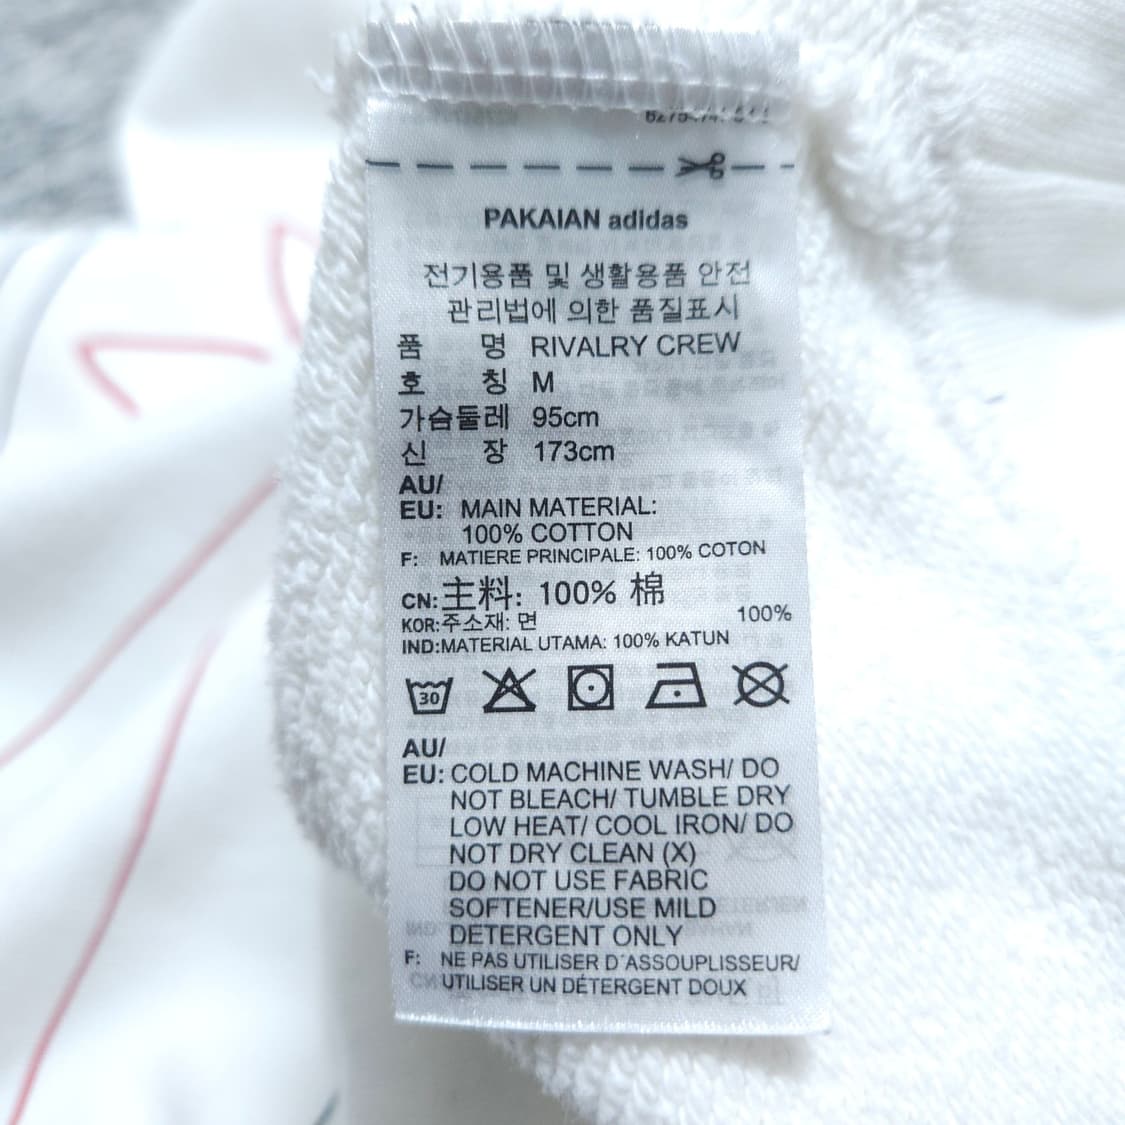 PAKAIAN adidas
전기용품 및 생활용품 안전
관리법에 의한 품질표시
품 명 RIVALRY CREW
호 칭 M
가슴둘레 95cm
신 장 173cm
AU/
EU: MAIN MATERIAL:
100% COTTON
F: MATIERE PRINCIPALE: 100% COTON
CN: 主料: 100% 棉
KOR:주소재: 면 100%
IND:MATERIAL UTAMA: 100% KATUN
30
AU/
EU: COLD MACHINE WASH/ DO
NOT BLEACH/ TUMBLE DRY
LOW HEAT/ COOL IRON/ DO
NOT DRY CLEAN (X)
DO NOT USE FABRIC
SOFTENER/USE MILD
DETERGENT ONLY
F: NE PAS UTILISER D´ASSOUPLISSEUR/
UTILISER UN DÉTERGENT DOUX